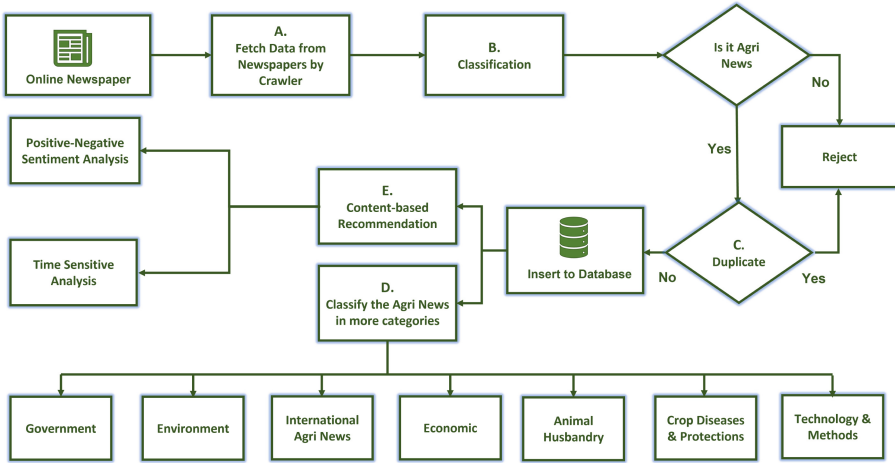 Online Newspaper
A.
Fetch Data from
Newspapers by
Crawler
B.
Classification
Is it Agri
News
No
Yes
Reject
Positive-Negative
Sentiment Analysis
E.
Content-based
Recommendation
Insert to Database
C.
Duplicate
No
Yes
Time Sensitive
Analysis
D.
Classify the Agri News
in more categories
Government
Environment
International
Agri News
Economic
Animal
Husbandry
Crop Diseases
& Protections
Technology &
Methods